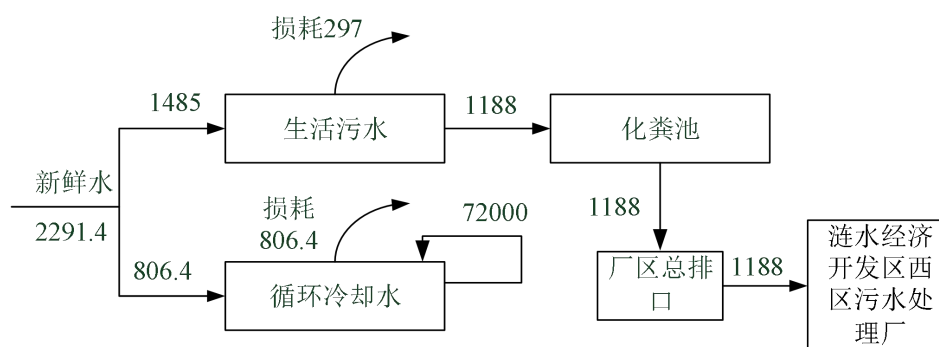 损耗297
1485
生活污水
1188
化粪池
新鲜水
2291.4
损耗
806.4
72000
1188
806.4
循环冷却水
厂区总排
口
1188
涟水经济
开发区西
区污水处
理厂